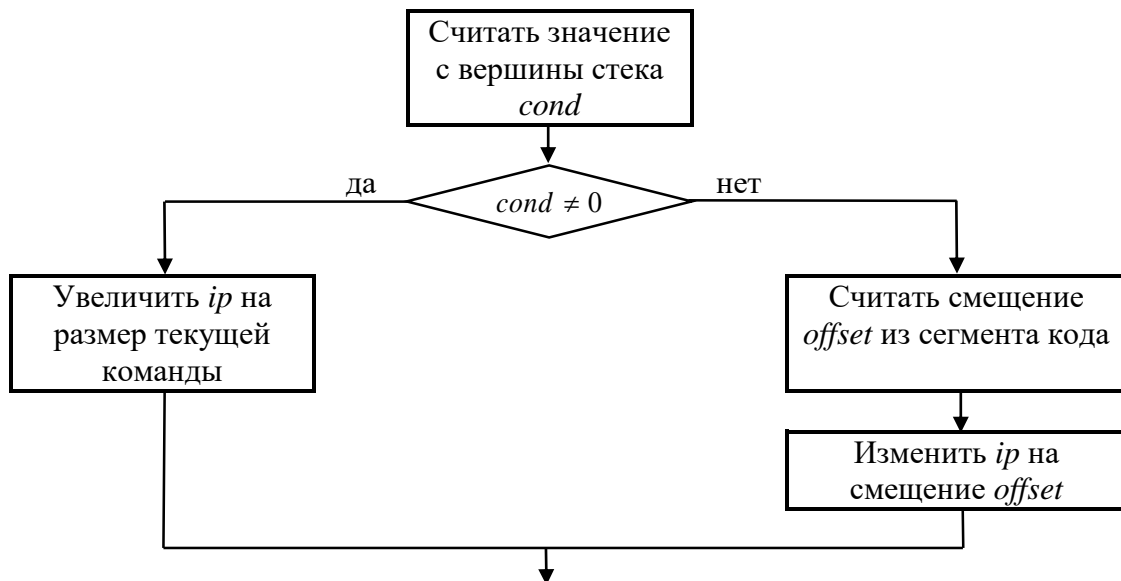 Считать значение
с вершины стека
cond
да
cond ≠ 0
нет
Увеличить ip на
размер текущей
команды
Считать смещение
offset из сегмента кода
Изменить ip на
смещение offset